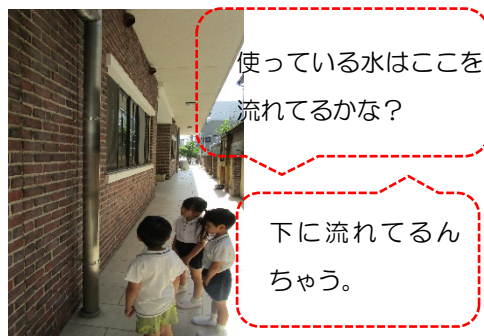 使っている水はここを
流れてるかな？
下に流れてるん
ちゃう。